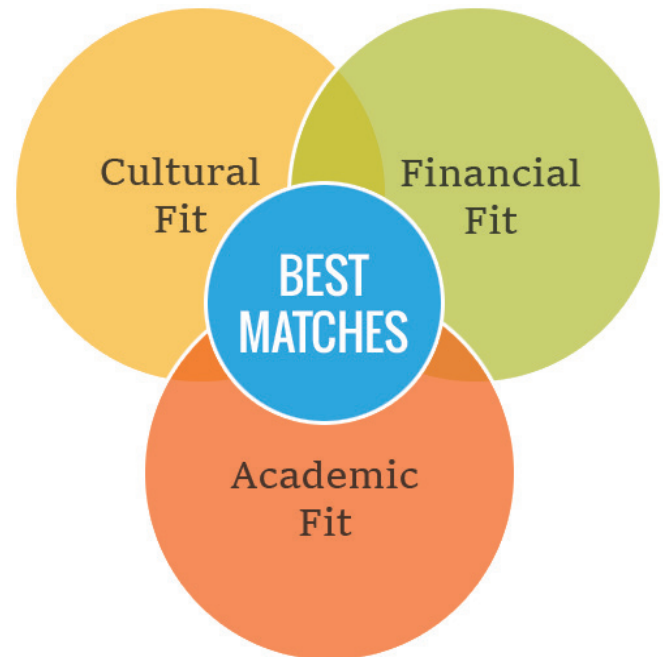 Cultural
Fit
Financial
Fit
BEST
MATCHES
Academic
Fit